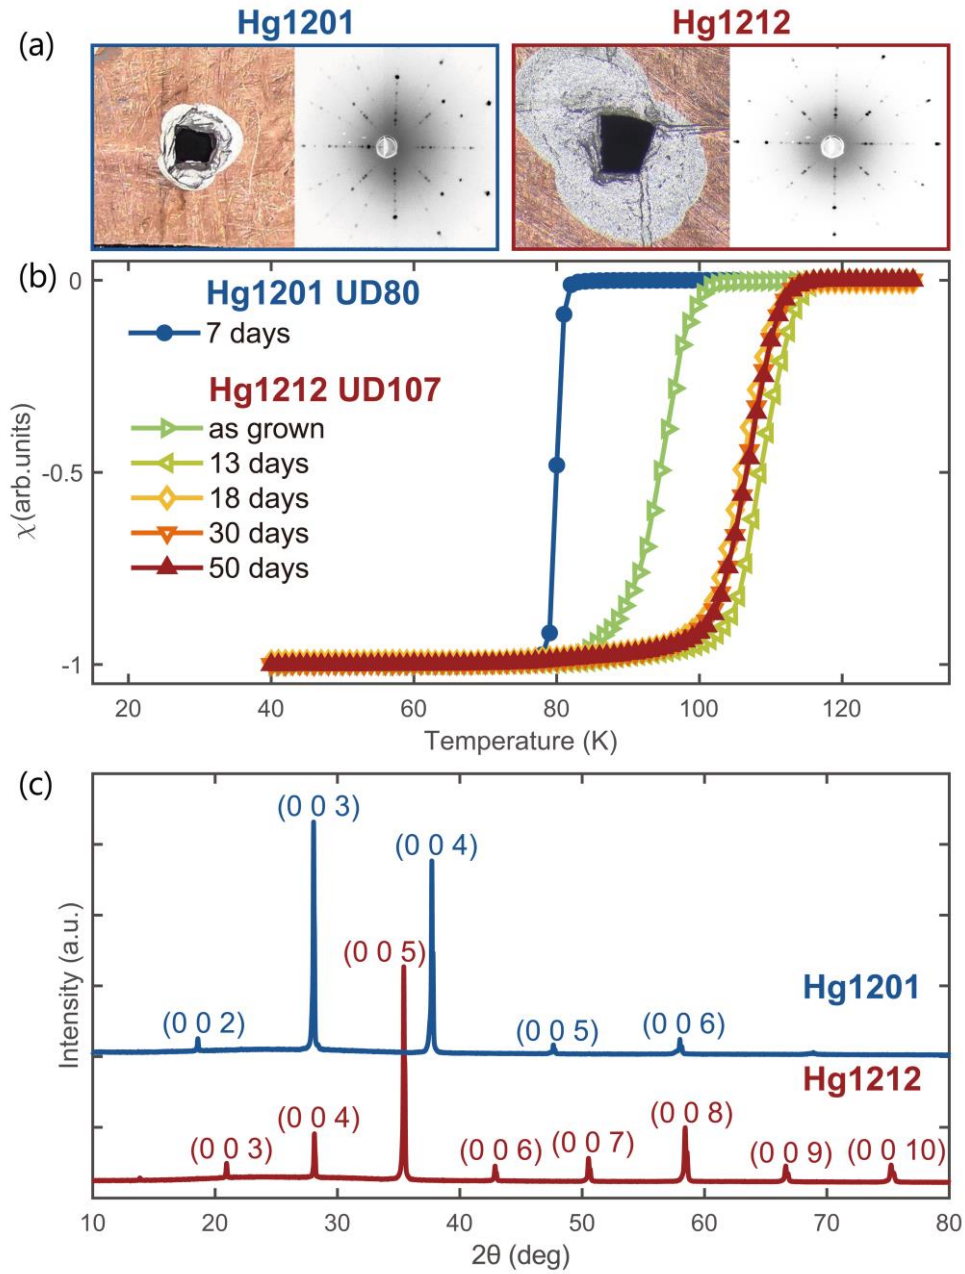 Hg1201
Hg1212
(a)
(b)
0
-0.5
-1
χ(arb.units)
Hg1201 UD80
7 days
Hg1212 UD107
as grown
13 days
18 days
30 days
50 days
20
40
60
80
100
120
Temperature (K)
(c)
Intensity (a.u.)
(0 0 3)
(0 0 4)
(0 0 2)
(0 0 5)
(0 0 6)
Hg1201
(0 0 5)
Hg1212
(0 0 3)
(0 0 4)
(0 0 6)
(0 0 7)
(0 0 8)
(0 0 9)
(0 0 10)
10
20
30
40
50
60
70
80
2θ (deg)